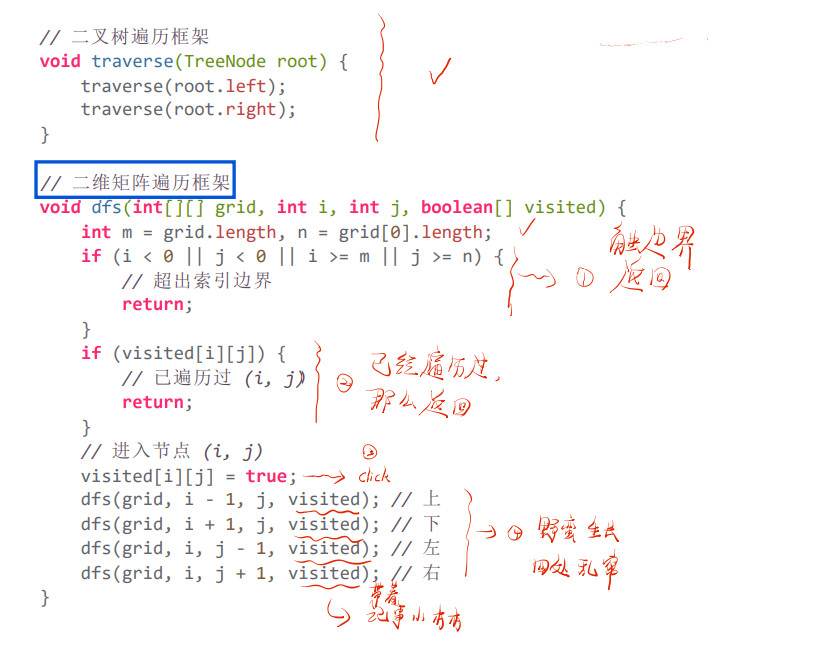 // 二叉树遍历框架
void traverse(TreeNode root) {
traverse(root.left);
traverse(root.right);
}
// 二维矩阵遍历框架
void dfs(int[][] grid, int i, int j, boolean[] visited) {
int m = grid.length, n = grid[0].length;
if (i < 0 || j < 0 || i >= m || j >= n) {
// 超出索引边界
return;
}
触边界
① 返回
if (visited[i][j]) {
// 已遍历过 (i, j)
return;
}
② 已经遍历过,
那么返回
// 进入节点 (i, j)
③
visited[i][j] = true; click
dfs(grid, i - 1, j, visited); // 上
dfs(grid, i + 1, j, visited); // 下
dfs(grid, i, j - 1, visited); // 左
dfs(grid, i, j + 1, visited); // 右
④ 野蛮生长
四处乱窜
}
带着
记事小本本